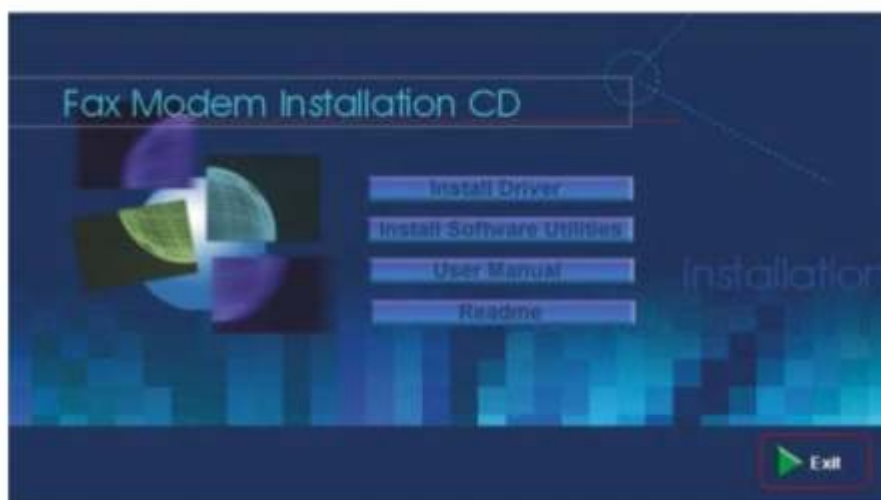 Fax Modem Installation CD
Install Driver
Install Software Utilities
User Manual
Readme
installation
Exit